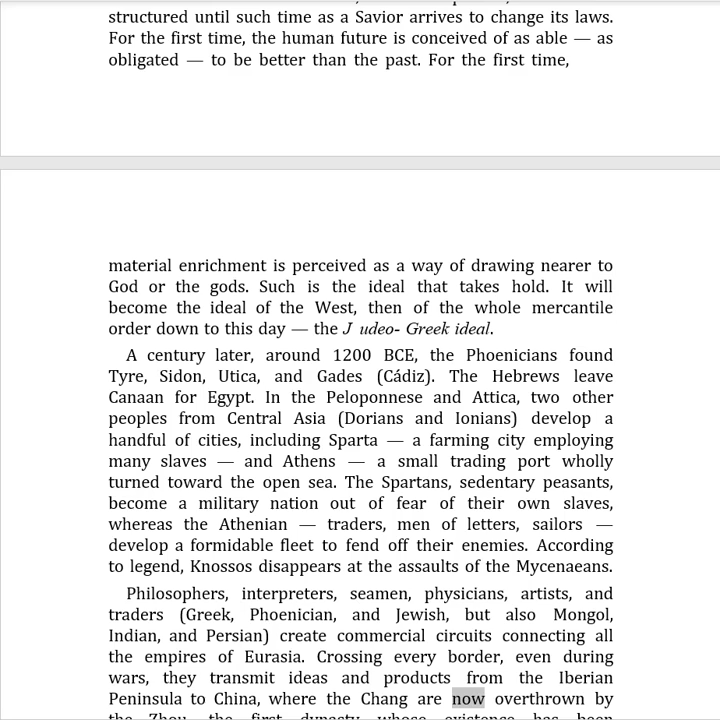 structured until such time as a Savior arrives to change its laws.
For the first time, the human future is conceived of as able — as
obligated — to be better than the past. For the first time,
material enrichment is perceived as a way of drawing nearer to
God or the gods. Such is the ideal that takes hold. It will
become the ideal of the West, then of the whole mercantile
order down to this day — the J udeo- Greek ideal.
A century later, around 1200 BCE, the Phoenicians found
Tyre, Sidon, Utica, and Gades (Cádiz). The Hebrews leave
Canaan for Egypt. In the Peloponnese and Attica, two other
peoples from Central Asia (Dorians and Ionians) develop a
handful of cities, including Sparta — a farming city employing
many slaves — and Athens — a small trading port wholly
turned toward the open sea. The Spartans, sedentary peasants,
become a military nation out of fear of their own slaves,
whereas the Athenian — traders, men of letters, sailors —
develop a formidable fleet to fend off their enemies. According
to legend, Knossos disappears at the assaults of the Mycenaeans.
Philosophers, interpreters, seamen, physicians, artists, and
traders (Greek, Phoenician, and Jewish, but also Mongol,
Indian, and Persian) create commercial circuits connecting all
the empires of Eurasia. Crossing every border, even during
wars, they transmit ideas and products from the Iberian
Peninsula to China, where the Chang are now overthrown by
the Zhou, the first dynasty whose existence has been